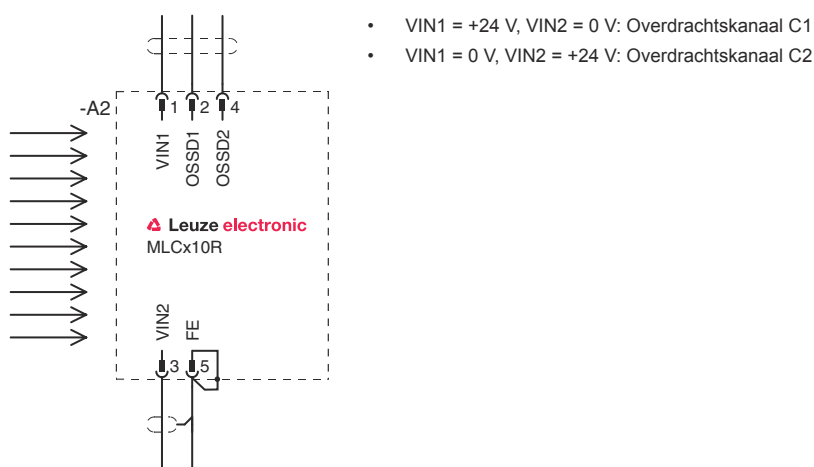 • VIN1 = +24 V, VIN2 = 0 V: Overdrachtskanaal C1
• VIN1 = 0 V, VIN2 = +24 V: Overdrachtskanaal C2
-A2
1 2 4
VIN1
OSSD1
OSSD2
Leuze electronic
MLCx10R
VIN2
FE
3 5